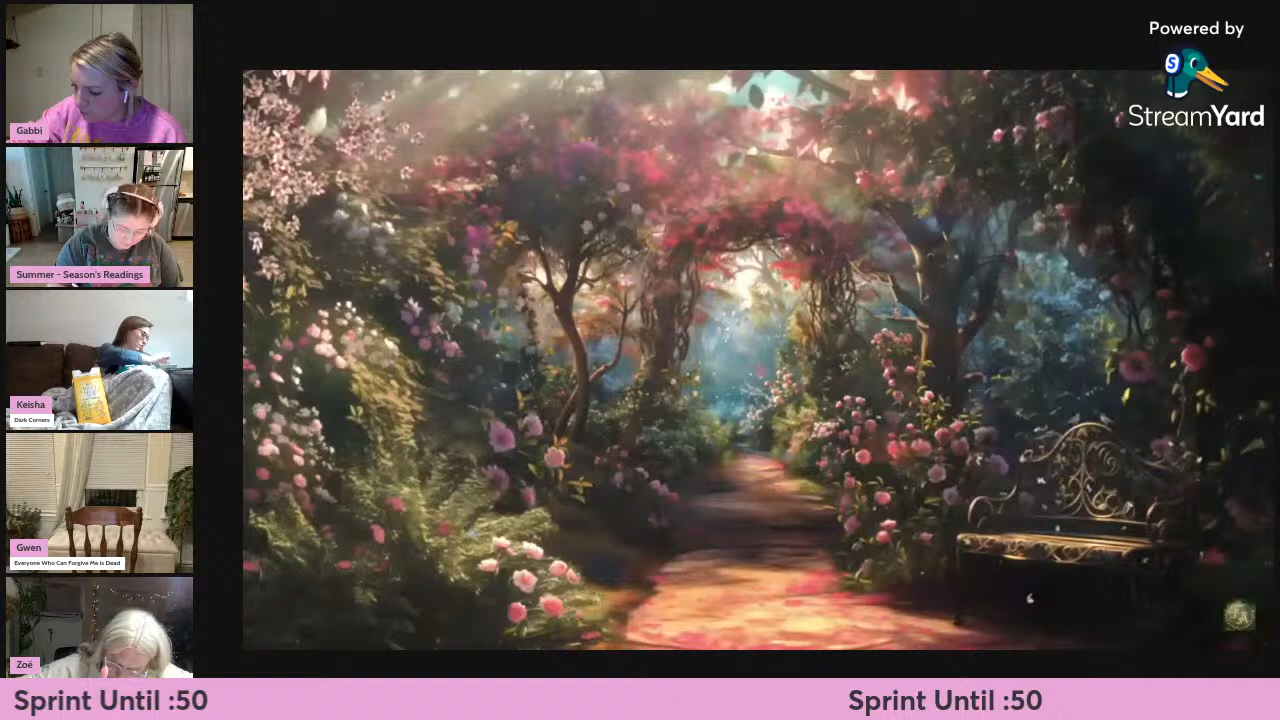 Powered by
StreamYard
Gabbi
Summer - Season's Readings
Keisha
Dark Corners
Gwen
Everyone Who Can Forgive Me Is Dead
Zoë
Sprint Until :50
Sprint Until :50